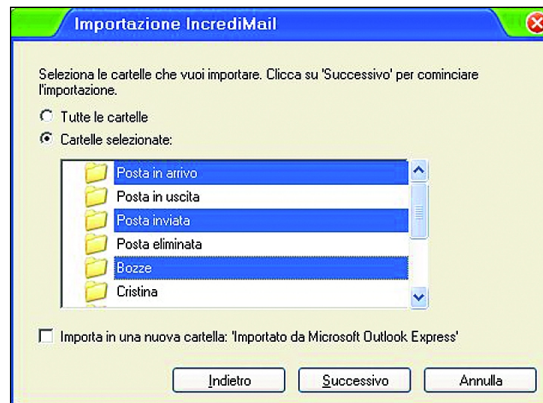 Importazione IncrediMail
Seleziona le cartelle che vuoi importare. Clicca su 'Successivo' per cominciare
l'importazione.
Tutte le cartelle
Cartelle selezionate:
Posta in arrivo
Posta in uscita
Posta inviata
Posta eliminata
Bozze
Cristina
Importa in una nuova cartella: 'Importato da Microsoft Outlook Express'
Indietro
Successivo
Annulla